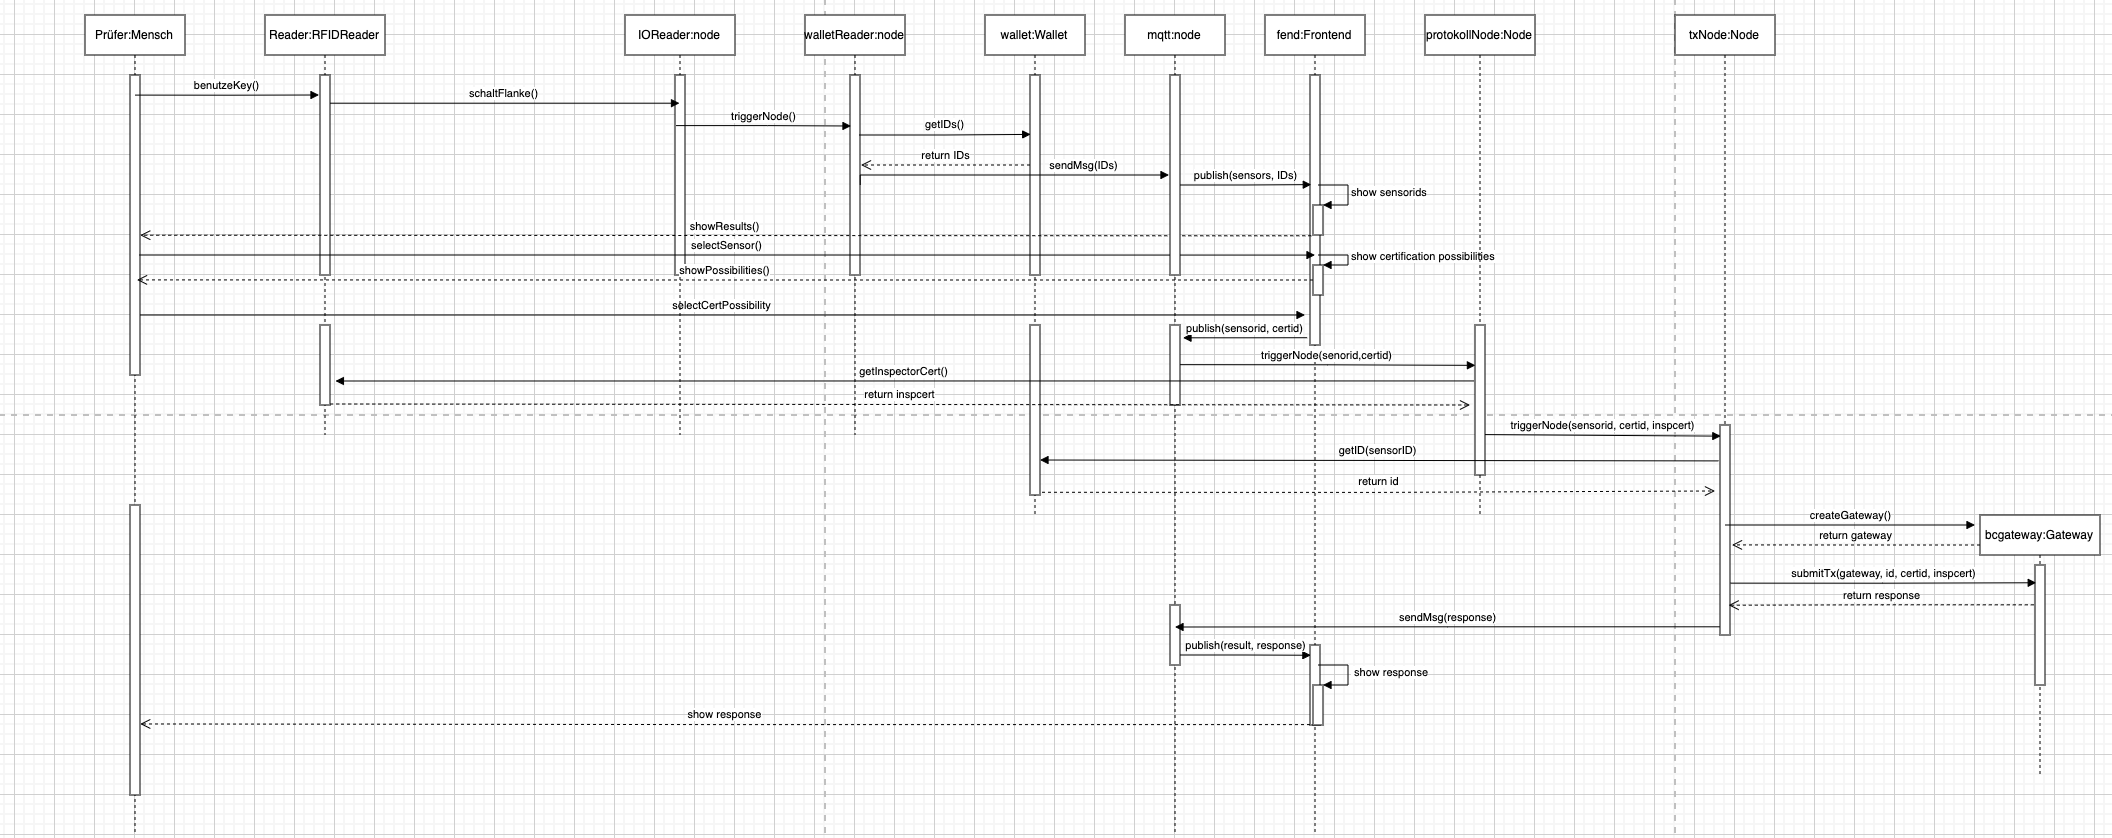 Prüfer:Mensch
Reader:RFIDReader
IOReader:node
walletReader:node
wallet:Wallet
mqtt:node
fend:Frontend
protokollNode:Node
txNode:Node
benutzeKey()
schaltFlanke()
triggerNode()
getIDs()
return IDs
sendMsg(IDs)
publish(sensors, IDs)
show sensorids
showResults()
selectSensor()
show certification possibilities
showPossibilities()
selectCertPossibility
publish(sensorid, certid)
triggerNode(senorid,certid)
getInspectorCert()
return inspcert
triggerNode(sensorid, certid, inspcert)
getID(sensorID)
return id
createGateway()
bcgateway:Gateway
return gateway
submitTx(gateway, id, certid, inspcert)
return response
sendMsg(response)
publish(result, response)
show response
show response